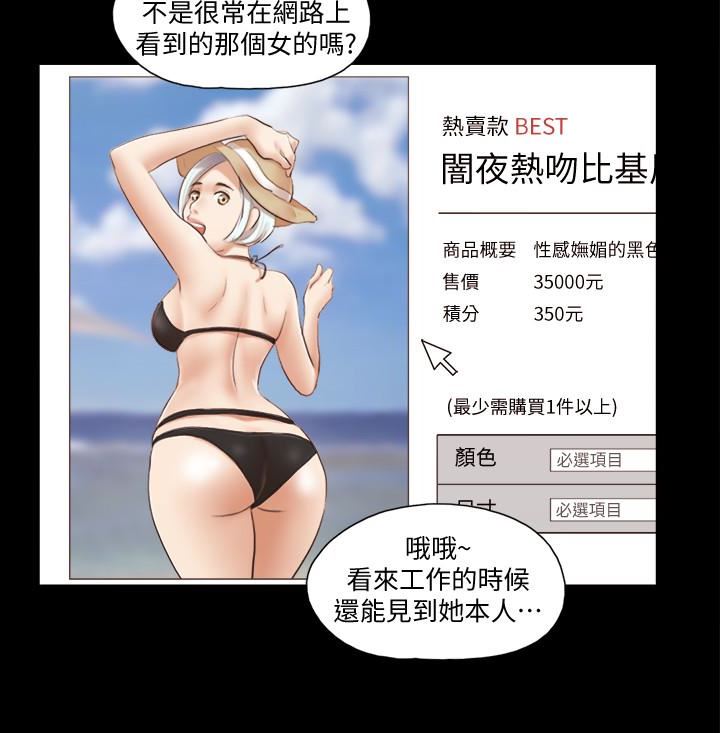 不是很常在網路上
看到的那個女的嗎?
熱賣款 BEST
闇夜熱吻比基
商品概要 性感嫵媚的黑色
售價 35000元
積分 350元
(最少需購買1件以上)
顏色 必選項目
尺寸 必選項目
哦哦~
看來工作的時候
還能見到她本人…